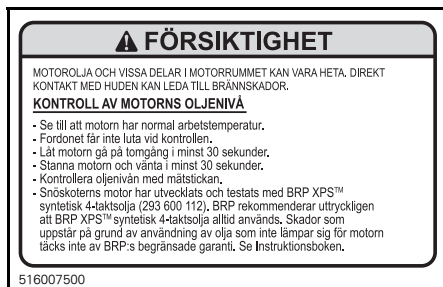 FÖRSIKTIGHET
MOTOROLJA OCH VISSA DELAR I MOTORRUMMET KAN VARA HETA. DIREKT
KONTAKT MED HUDEN KAN LEDA TILL BRÄNNSKADOR.
KONTROLL AV MOTORNS OLJENIVÅ
- Se till att motorn har normal arbetstemperatur.
- Fordonet får inte luta vid kontrollen.
- Låt motorn gå på tomgång i minst 30 sekunder.
- Stanna motorn och vänta i minst 30 sekunder.
- Kontrollera oljenivån med mätstickan.
- Snöskoterns motor har utvecklats och testats med BRP XPS™
syntetisk 4-taktsolja (293 600 112). BRP rekommenderar uttryckligen
att BRP XPS™ syntetisk 4-taktsolja alltid används. Skador som
uppstår på grund av användning av olja som inte lämpar sig för motorn
täcks inte av BRP:s begränsade garanti. Se Instruktionsboken.
516007500